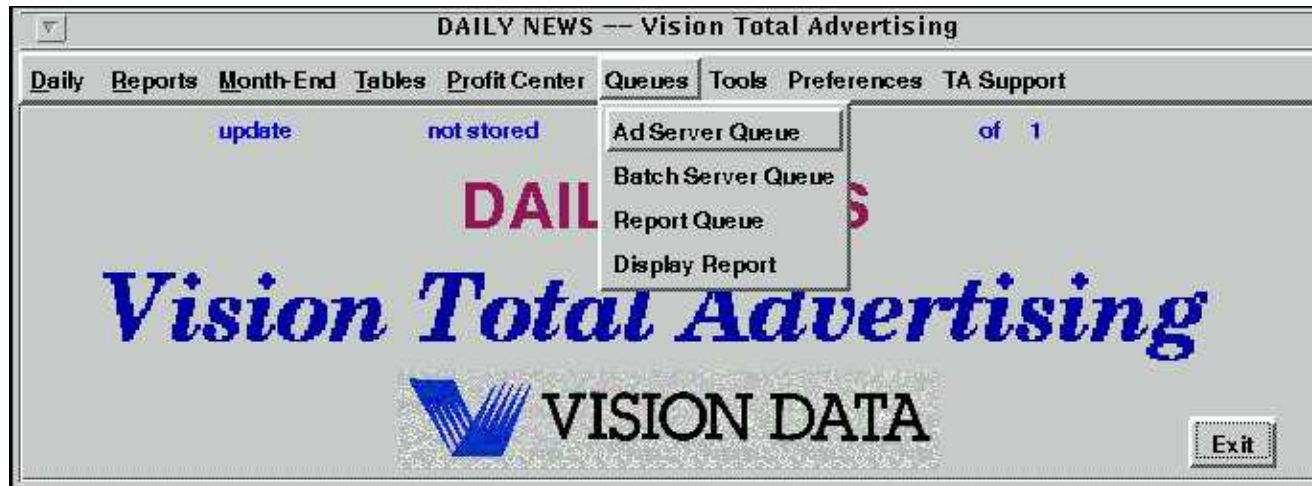 DAILY NEWS -- Vision Total Advertising
Daily Reports Month-End Tables Profit Center Queues Tools Preferences TA Support
update not stored of 1
Ad Server Queue
Batch Server Queue
DAIL S
Report Queue
Display Report
Vision Total Advertising
VISION DATA
Exit